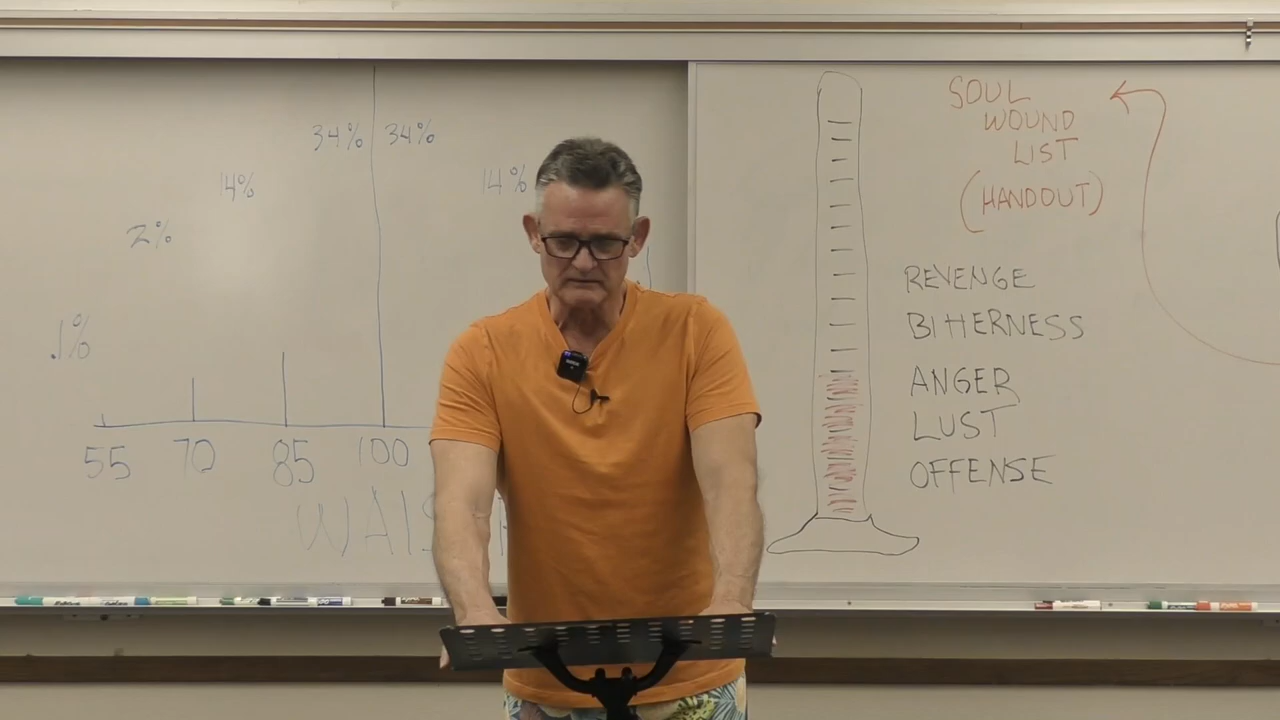 34% 34%
14% 14%
2%
.1%
55 70 85 100
WAIS
SOUL
WOUND
LIST
(HANDOUT)
REVENGE
BITTERNESS
ANGER
LUST
OFFENSE